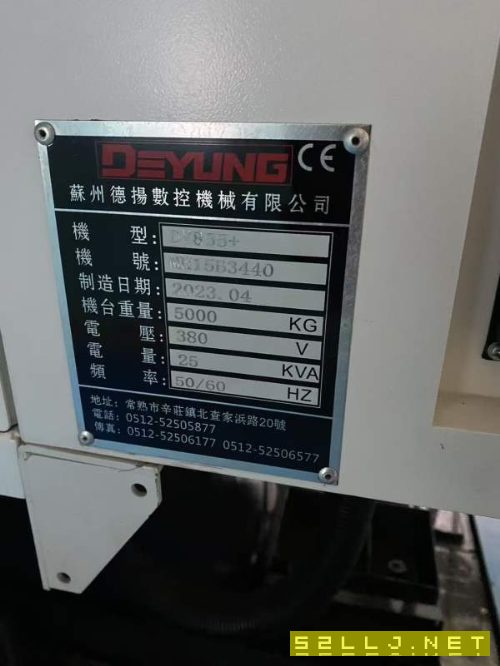 DEYUNG CE
蘇州德揚數控機械有限公司
機 型:
機 號: 15B3440
制造日期: 2023.04
機台重量: 5000 KG
電 壓: 380 V
電 量: 25 KVA
頻 率: 50/60 HZ
地址: 常熟市辛莊鎮北查家浜路20號
電話: 0512-52505877
傳真: 0512-52506177 0512-52506577
52LLJ.NET